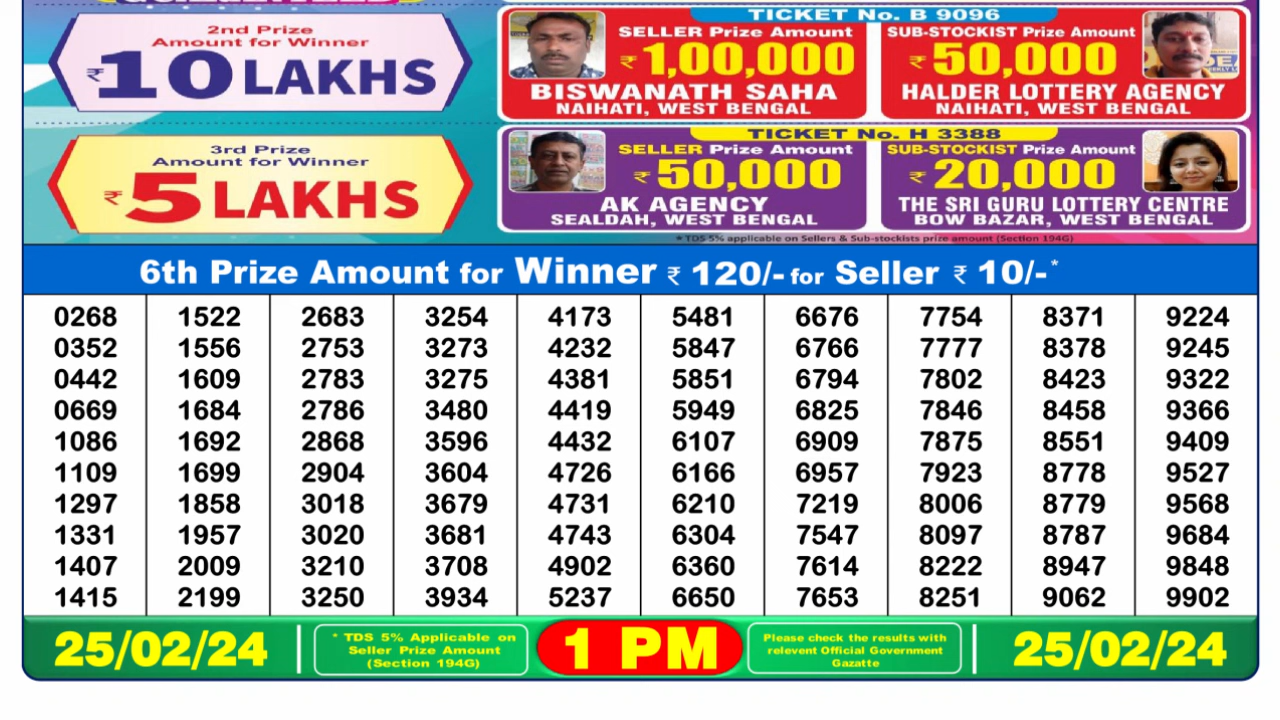 TICKET No. B 9096
2nd Prize
Amount for Winner
₹10 LAKHS
SELLER Prize Amount
₹1,00,000
BISWANATH SAHA
NAIHATI, WEST BENGAL
SUB-STOCKIST Prize Amount
₹50,000
HALDER LOTTERY AGENCY
NAIHATI, WEST BENGAL
TICKET No. H 3388
3rd Prize
Amount for Winner
₹5 LAKHS
SELLER Prize Amount
₹50,000
AK AGENCY
SEALDAH, WEST BENGAL
SUB-STOCKIST Prize Amount
₹20,000
THE SRI GURU LOTTERY CENTRE
BOW BAZAR, WEST BENGAL
* TDS 5% applicable on Sellers & Sub-stockists prize amount (Section 194G)
6th Prize Amount for Winner ₹ 120/- for Seller ₹ 10/-*
0268 1522 2683 3254 4173 5481 6676 7754 8371 9224
0352 1556 2753 3273 4232 5847 6766 7777 8378 9245
0442 1609 2783 3275 4381 5851 6794 7802 8423 9322
0669 1684 2786 3480 4419 5949 6825 7846 8458 9366
1086 1692 2868 3596 4432 6107 6909 7875 8551 9409
1109 1699 2904 3604 4726 6166 6957 7923 8778 9527
1297 1858 3018 3679 4731 6210 7219 8006 8779 9568
1331 1957 3020 3681 4743 6304 7547 8097 8787 9684
1407 2009 3210 3708 4902 6360 7614 8222 8947 9848
1415 2199 3250 3934 5237 6650 7653 8251 9062 9902
25/02/24
* TDS 5% Applicable on
Seller Prize Amount
(Section 194G)
1 PM
Please check the results with
relevent Official Government
Gazatte
25/02/24